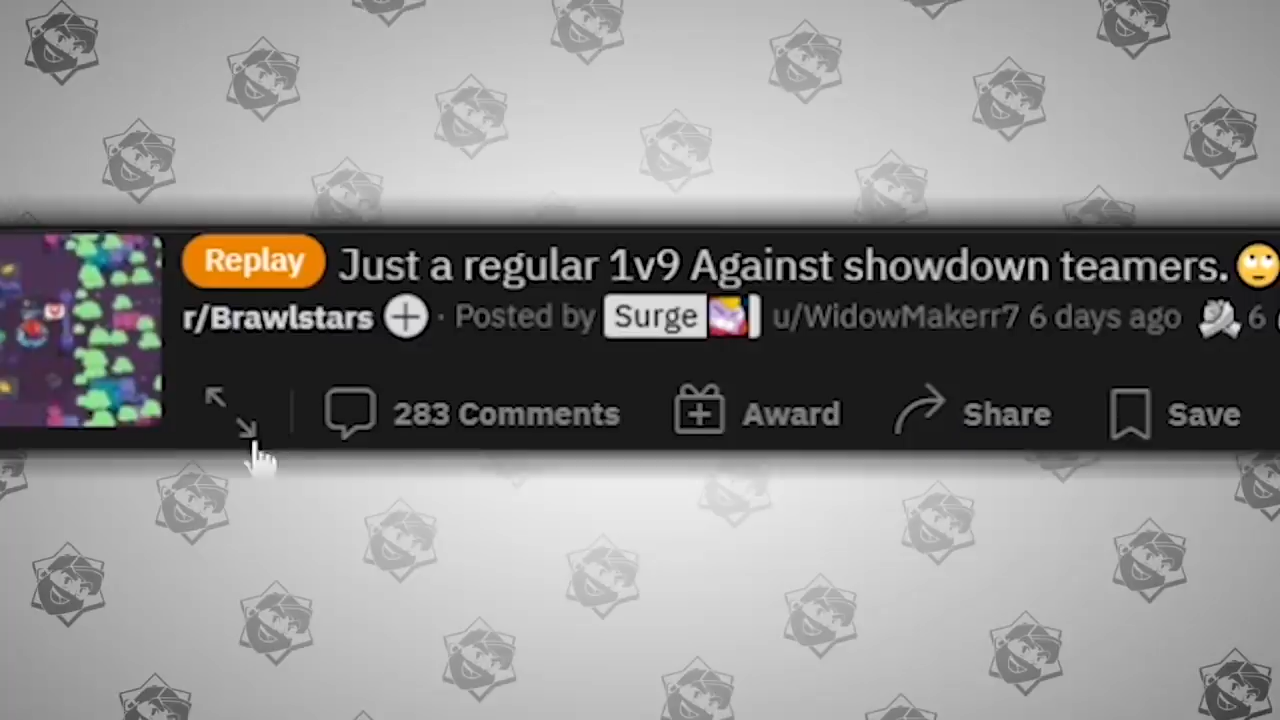 Replay Just a regular 1v9 Against showdown teamers.🙄
r/Brawlstars · Posted by Surge u/WidowMakerr7 6 days ago 6
283 Comments Award Share Save